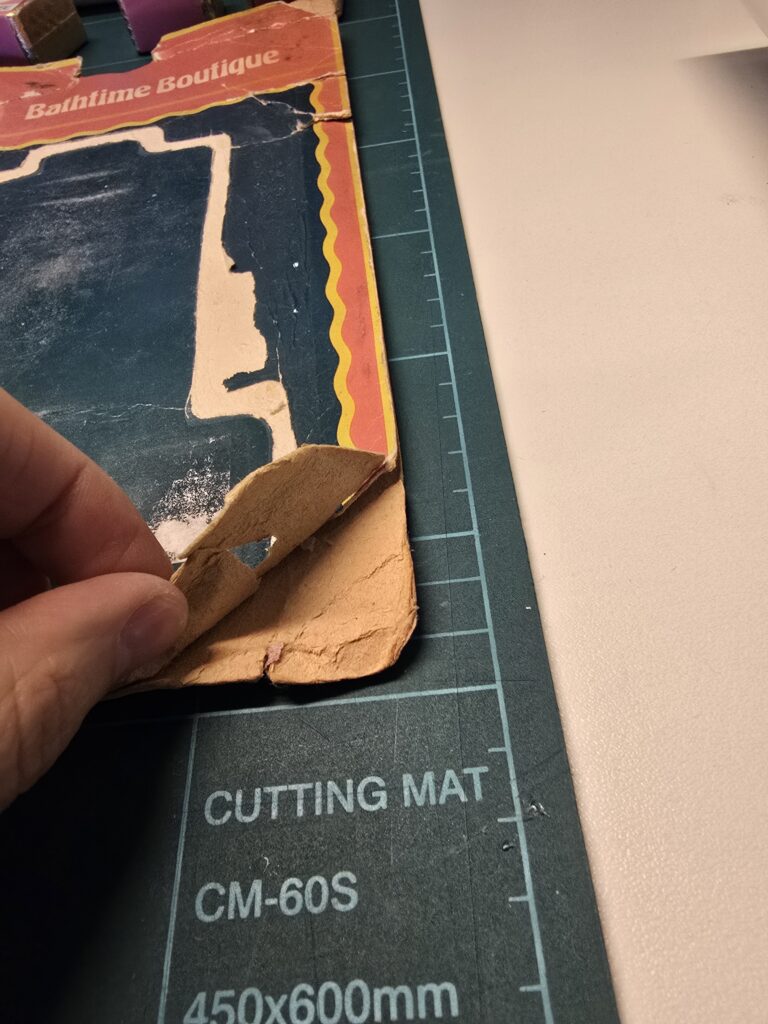 Bathtime Boutique
CUTTING MAT
CM-60S
450x600mm